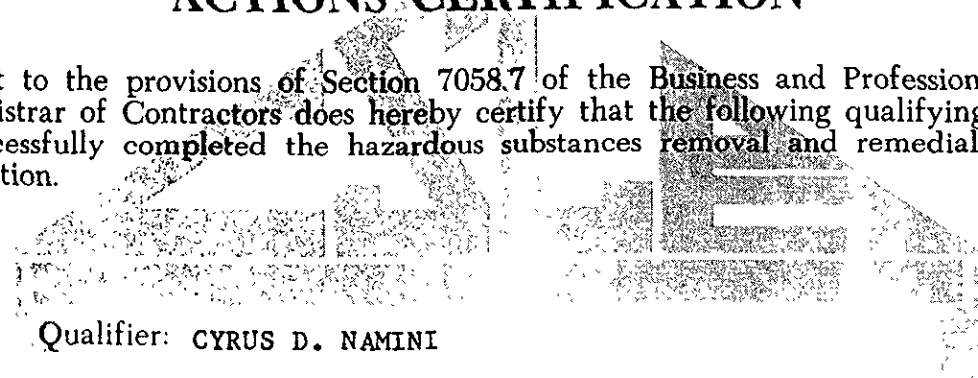 ACTIONS CERTIFICATION
t to the provisions of Section 7058.7 of the Business and Profession
istrar of Contractors does hereby certify that the following qualifying
cessfully completed the hazardous substances removal and remedial
tion.
Qualifier: CYRUS D. NAMINI